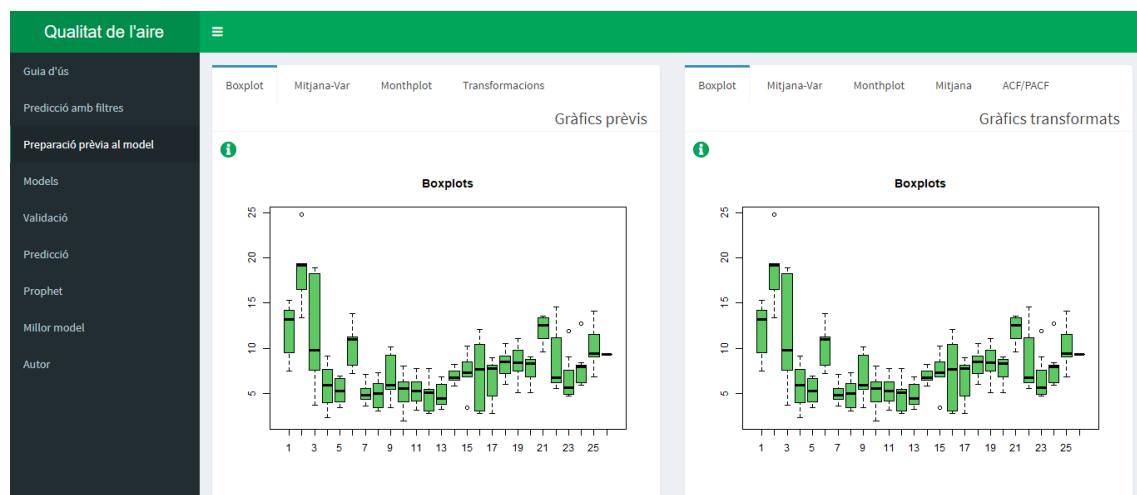 Qualitat de l'aire
Guia d'ús
Predicció amb filtres
Preparació prèvia al model
Models
Validació
Predicció
Prophet
Millor model
Autor
Boxplot Mitjana-Var Monthplot Transformacions
Gràfics prèvis
Boxplots
25
20
15
10
5
1 3 5 7 9 11 13 15 17 19 21 23 25
Boxplot Mitjana-Var Monthplot Mitjana ACF/PACF
Gràfics transformats
Boxplots
25
20
15
10
5
1 3 5 7 9 11 13 15 17 19 21 23 25